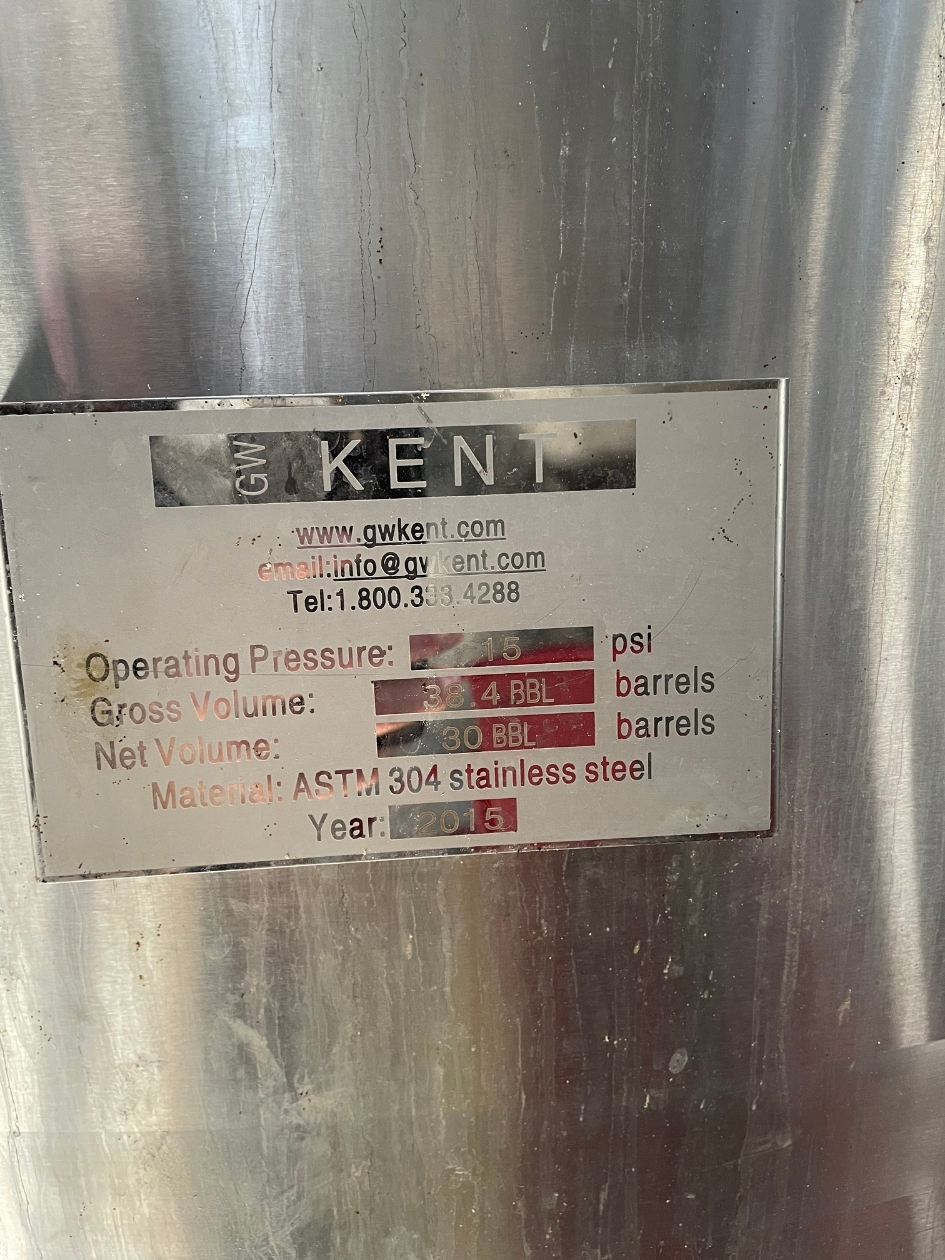 GW KENT
www.gwkent.com
email:info@gwkent.com
Tel:1.800.333.4288
Operating Pressure: 15 psi
Gross Volume: 38.4 BBL barrels
Net Volume: 30 BBL barrels
Material: ASTM 304 stainless steel
Year: 2015